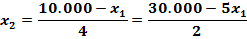 x₂ = (10.000 − x₁)/4 = (30.000 − 5x₁)/2